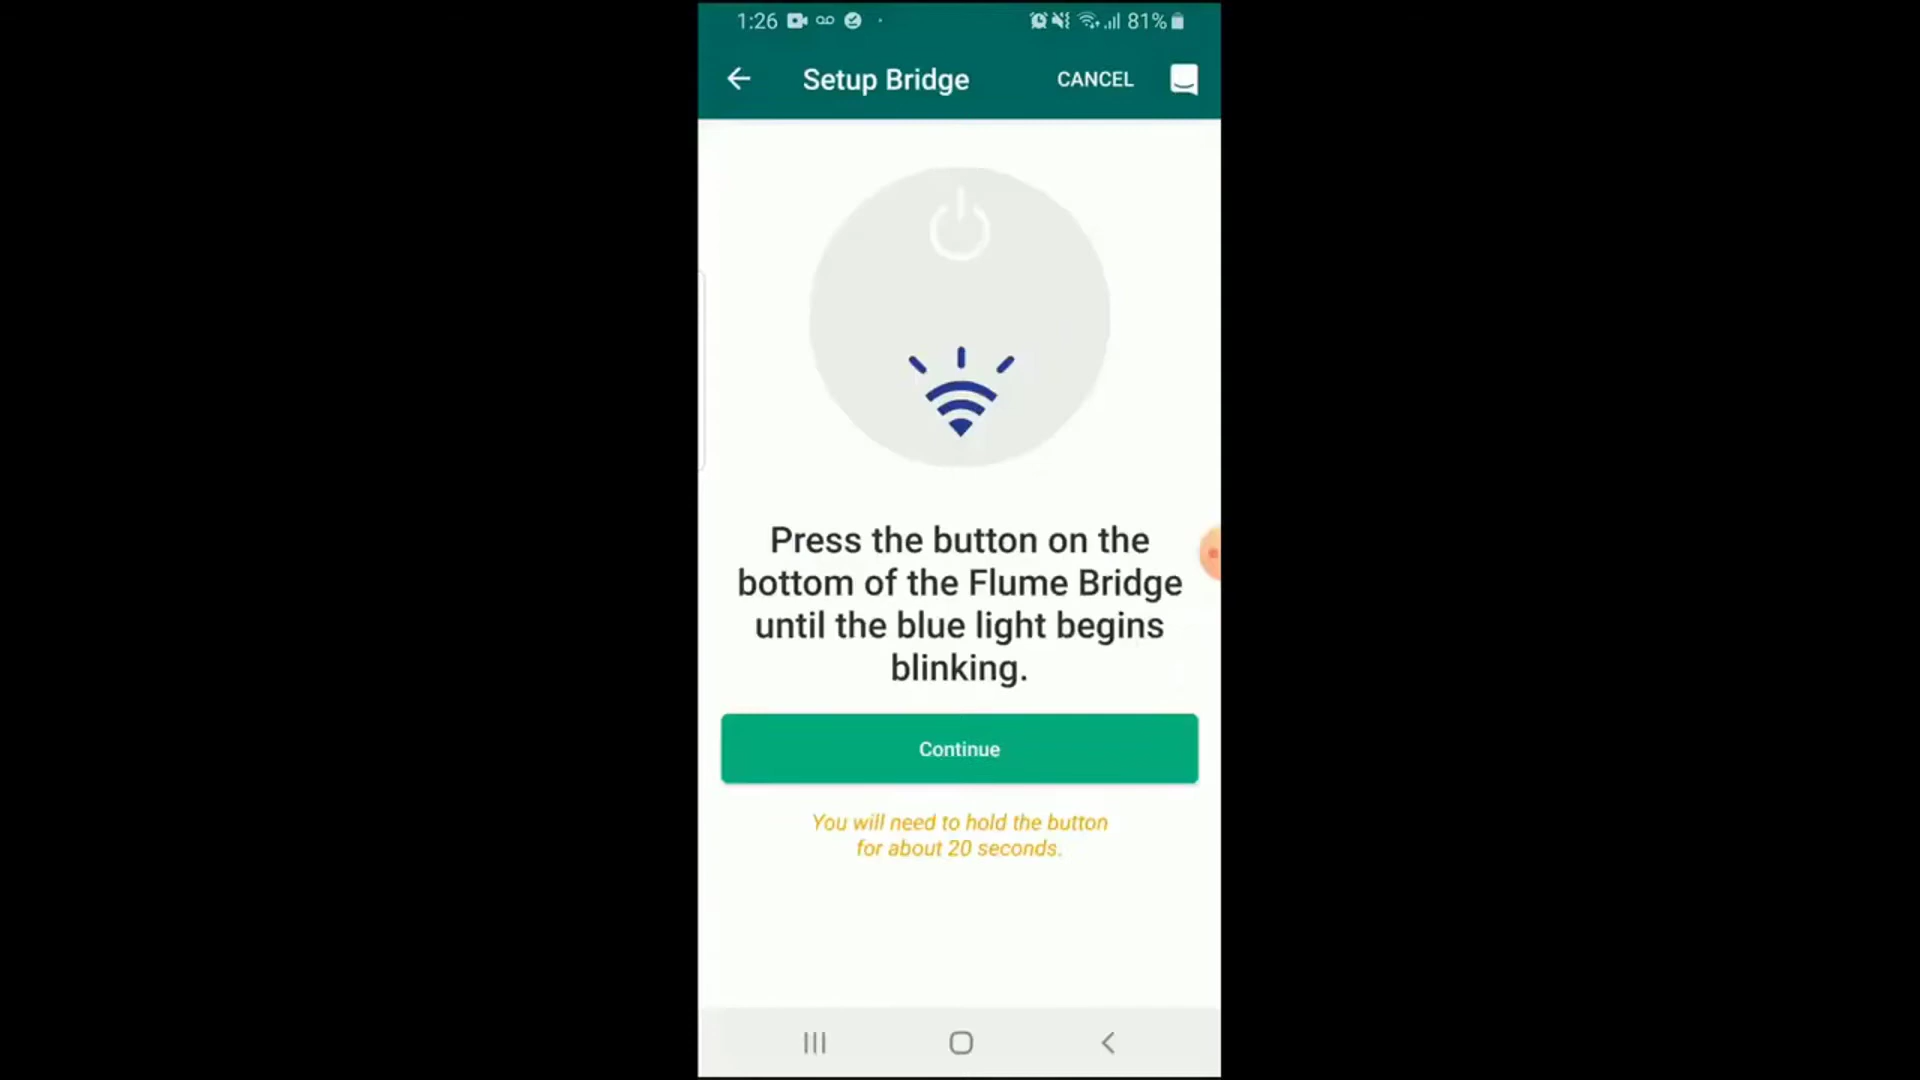 1:26 81%
Setup Bridge CANCEL
Press the button on the
bottom of the Flume Bridge
until the blue light begins
blinking.
Continue
You will need to hold the button
for about 20 seconds.